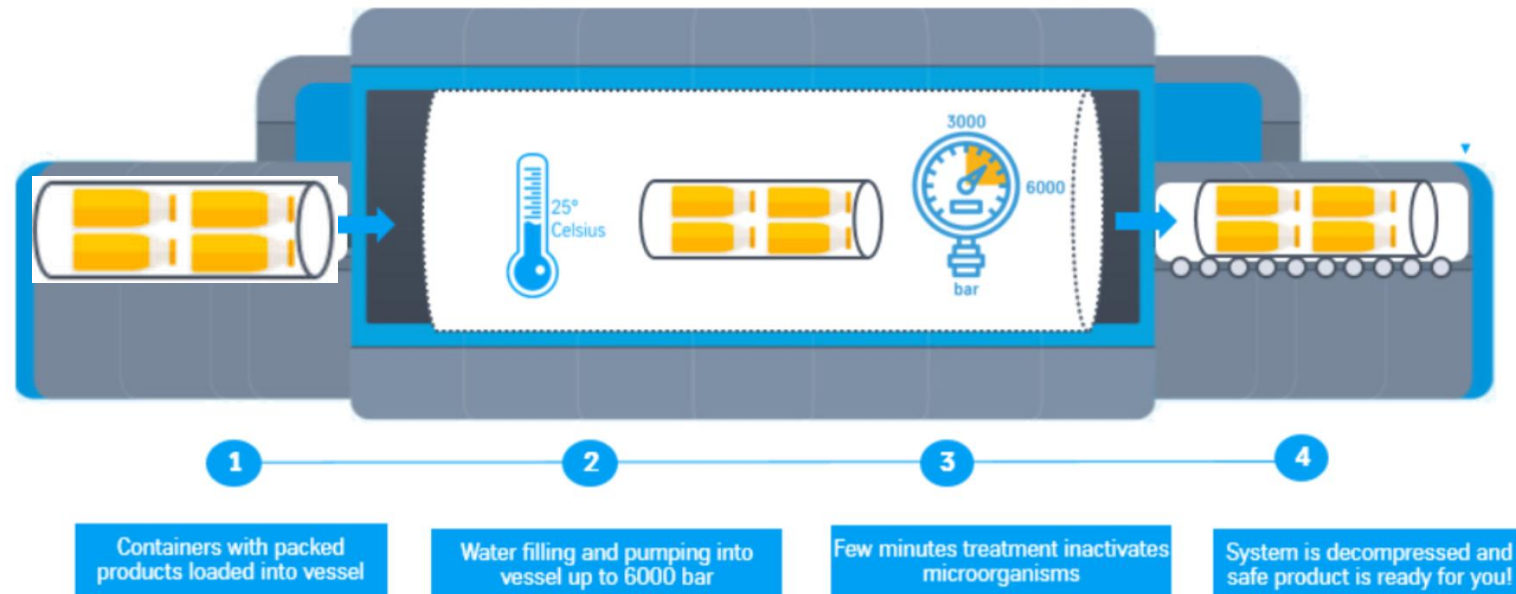 3000
6000
25°
Celsius
bar
1
2
3
4
Containers with packed
products loaded into vessel
Water filling and pumping into
vessel up to 6000 bar
Few minutes treatment inactivates
microorganisms
System is decompressed and
safe product is ready for you!